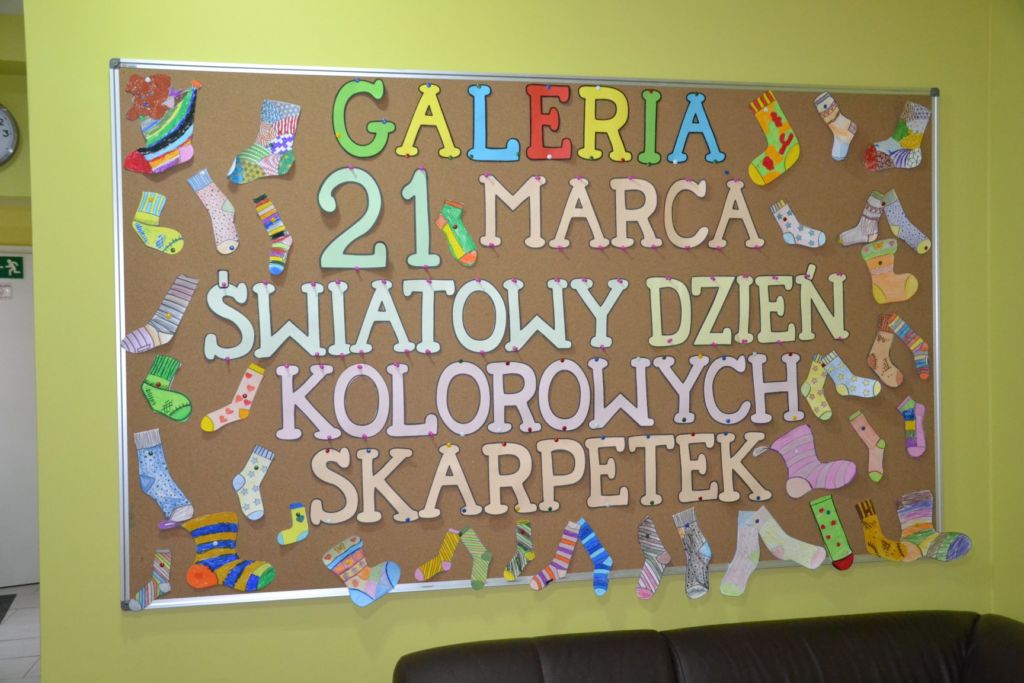 GALERIA
21 MARCA
ŚWIATOWY DZIEŃ
KOLOROWYCH
SKARPETEK